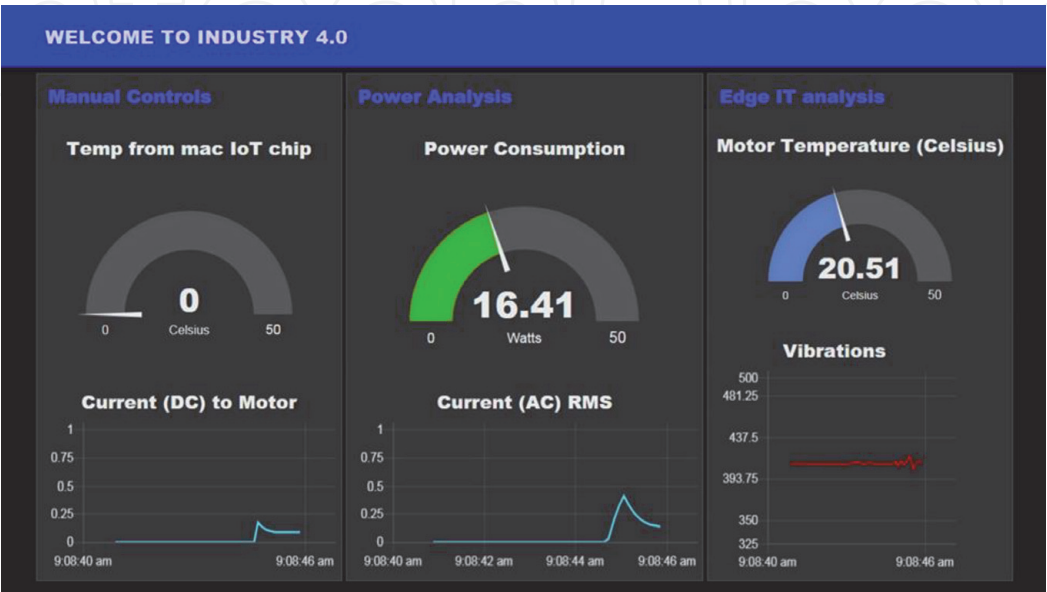 WELCOME TO INDUSTRY 4.0
Manual Controls
Temp from mac IoT chip
0
Celsius
0
50
Current (DC) to Motor
1
0.75
0.5
0.25
0
9:08:40 am
9:08:46 am
Power Analysis
Power Consumption
16.41
Watts
0
50
Current (AC) RMS
1
0.75
0.5
0.25
0
9:08:40 am
9:08:42 am
9:08:44 am
9:08:46 am
Edge IT analysis
Motor Temperature (Celsius)
20.51
Celsius
0
50
Vibrations
500
481.25
437.5
393.75
350
325
9:08:40 am
9:08:46 am